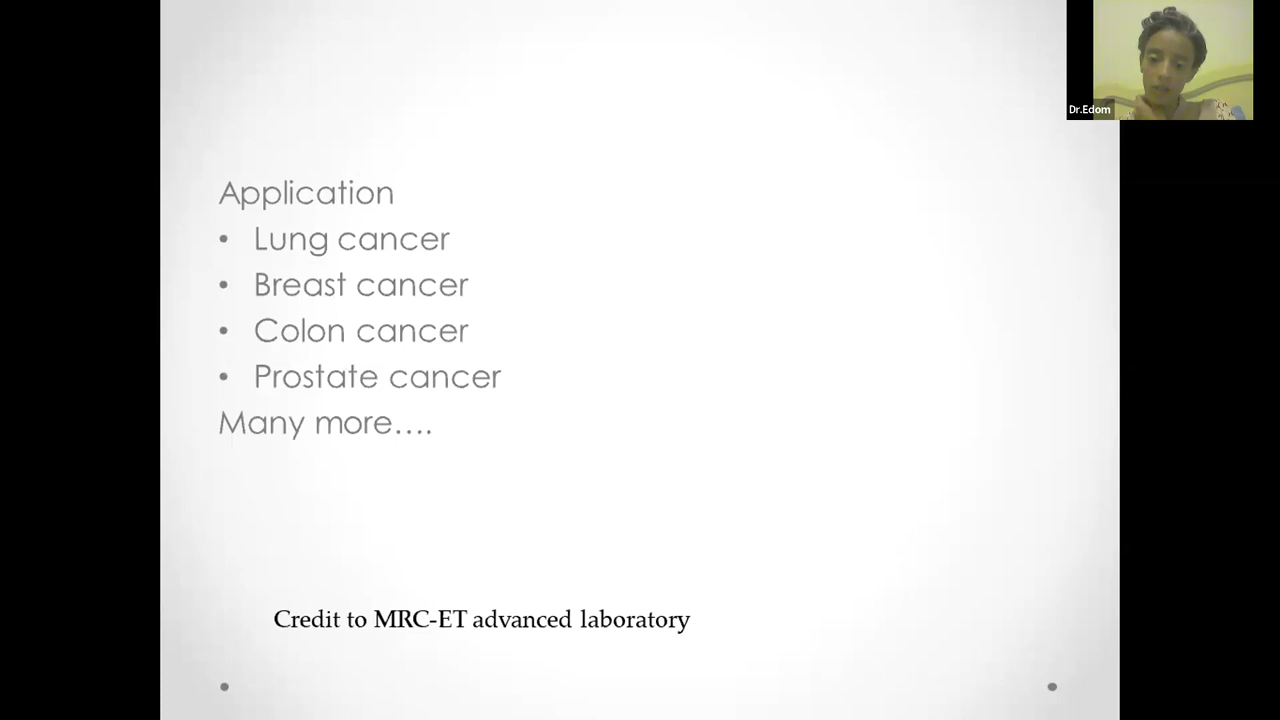 Dr.Edom
Application
• Lung cancer
• Breast cancer
• Colon cancer
• Prostate cancer
Many more....
Credit to MRC-ET advanced laboratory